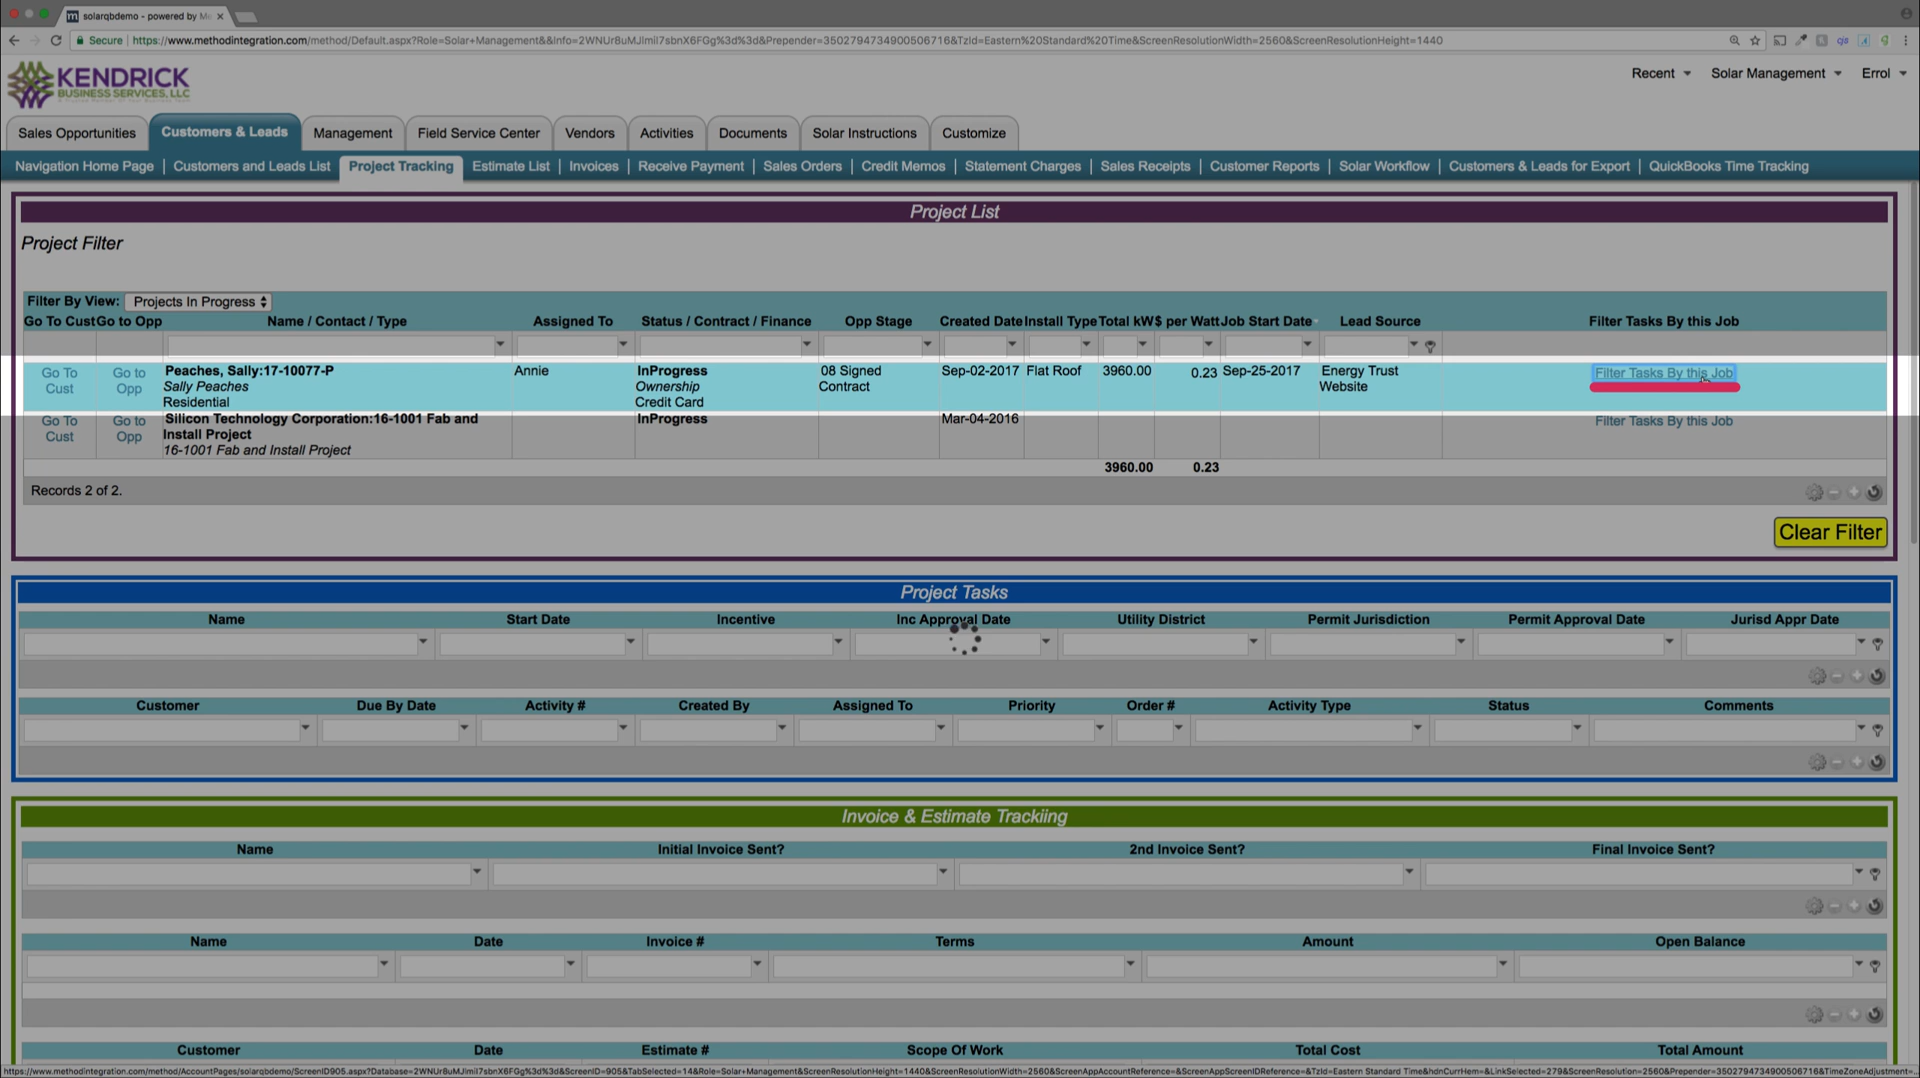 solarqbdemo - powered by Me
Secure https://www.methodintegration.com/method/Default.aspx?Role=Solar+Management&&Info=2WNUr8uMJlmiI7sbnX6FGg%3d%3d&Prepender=3502794734900506716&TzId=Eastern%20Standard%20Time&ScreenResolutionWidth=2560&ScreenResolutionHeight=1440
KENDRICK
BUSINESS SERVICES, LLC
Recent Solar Management Errol
Sales Opportunities Customers & Leads Management Field Service Center Vendors Activities Documents Solar Instructions Customize
Navigation Home Page | Customers and Leads List Project Tracking Estimate List | Invoices | Receive Payment | Sales Orders | Credit Memos | Statement Charges | Sales Receipts | Customer Reports | Solar Workflow | Customers & Leads for Export | QuickBooks Time Tracking
Project List
Project Filter
Filter By View: Projects In Progress
Go To Cust Go to Opp Name / Contact / Type Assigned To Status / Contract / Finance Opp Stage Created Date Install Type Total kW $ per Watt Job Start Date Lead Source Filter Tasks By this Job
Go To Cust Go to Opp Peaches, Sally:17-10077-P Annie InProgress 08 Signed Contract Sep-02-2017 Flat Roof 3960.00 0.23 Sep-25-2017 Energy Trust Website Filter Tasks By this Job
Sally Peaches Ownership
Residential Credit Card
Go To Cust Go to Opp Silicon Technology Corporation:16-1001 Fab and Install Project InProgress Mar-04-2016 Filter Tasks By this Job
16-1001 Fab and Install Project
3960.00 0.23
Records 2 of 2.
Clear Filter
Project Tasks
Name Start Date Incentive Inc Approval Date Utility District Permit Jurisdiction Permit Approval Date Jurisd Appr Date
Customer Due By Date Activity # Created By Assigned To Priority Order # Activity Type Status Comments
Invoice & Estimate Trackiing
Name Initial Invoice Sent? 2nd Invoice Sent? Final Invoice Sent?
Name Date Invoice # Terms Amount Open Balance
Customer Date Estimate # Scope Of Work Total Cost Total Amount